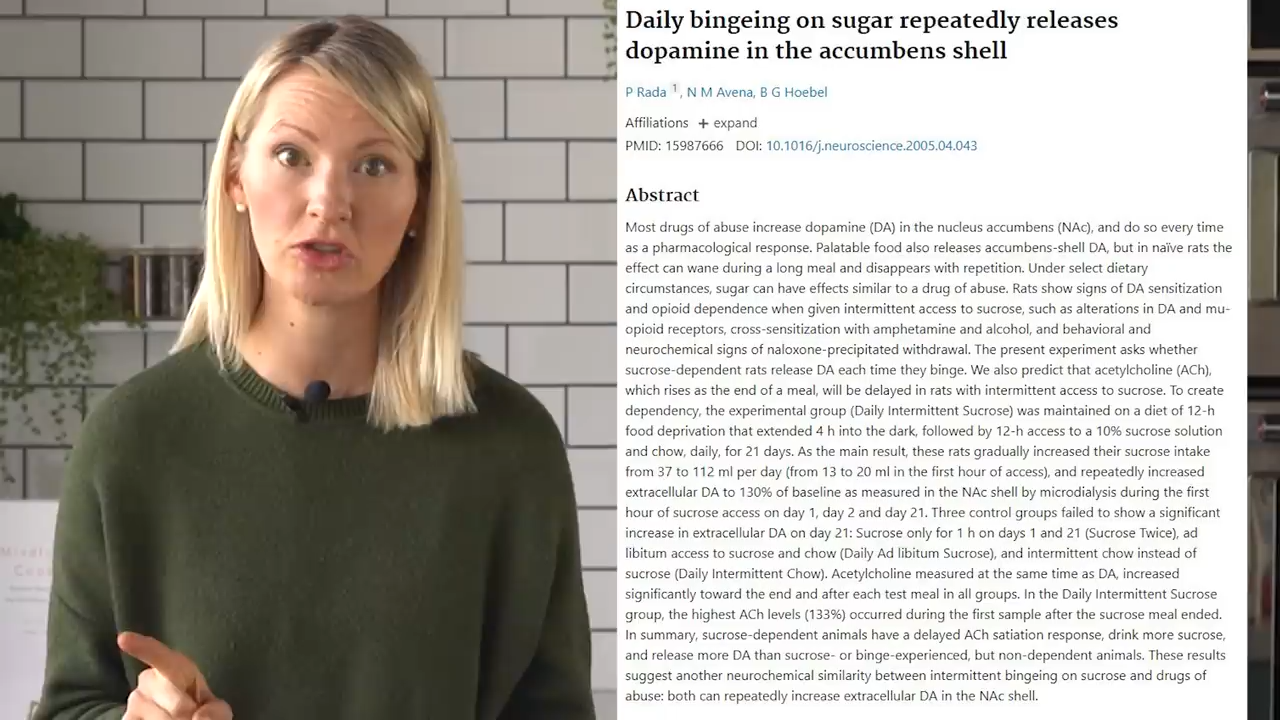 Daily bingeing on sugar repeatedly releases
dopamine in the accumbens shell
P Rada 1, N M Avena, B G Hoebel
Affiliations + expand
PMID: 15987666 DOI: 10.1016/j.neuroscience.2005.04.043
Abstract
Most drugs of abuse increase dopamine (DA) in the nucleus accumbens (NAc), and do so every time
as a pharmacological response. Palatable food also releases accumbens-shell DA, but in naïve rats the
effect can wane during a long meal and disappears with repetition. Under select dietary
circumstances, sugar can have effects similar to a drug of abuse. Rats show signs of DA sensitization
and opioid dependence when given intermittent access to sucrose, such as alterations in DA and mu-
opioid receptors, cross-sensitization with amphetamine and alcohol, and behavioral and
neurochemical signs of naloxone-precipitated withdrawal. The present experiment asks whether
sucrose-dependent rats release DA each time they binge. We also predict that acetylcholine (ACh),
which rises as the end of a meal, will be delayed in rats with intermittent access to sucrose. To create
dependency, the experimental group (Daily Intermittent Sucrose) was maintained on a diet of 12-h
food deprivation that extended 4 h into the dark, followed by 12-h access to a 10% sucrose solution
and chow, daily, for 21 days. As the main result, these rats gradually increased their sucrose intake
from 37 to 112 ml per day (from 13 to 20 ml in the first hour of access), and repeatedly increased
extracellular DA to 130% of baseline as measured in the NAc shell by microdialysis during the first
hour of sucrose access on day 1, day 2 and day 21. Three control groups failed to show a significant
increase in extracellular DA on day 21: Sucrose only for 1 h on days 1 and 21 (Sucrose Twice), ad
libitum access to sucrose and chow (Daily Ad libitum Sucrose), and intermittent chow instead of
sucrose (Daily Intermittent Chow). Acetylcholine measured at the same time as DA, increased
significantly toward the end and after each test meal in all groups. In the Daily Intermittent Sucrose
group, the highest ACh levels (133%) occurred during the first sample after the sucrose meal ended.
In summary, sucrose-dependent animals have a delayed ACh satiation response, drink more sucrose,
and release more DA than sucrose- or binge-experienced, but non-dependent animals. These results
suggest another neurochemical similarity between intermittent bingeing on sucrose and drugs of
abuse: both can repeatedly increase extracellular DA in the NAc shell.